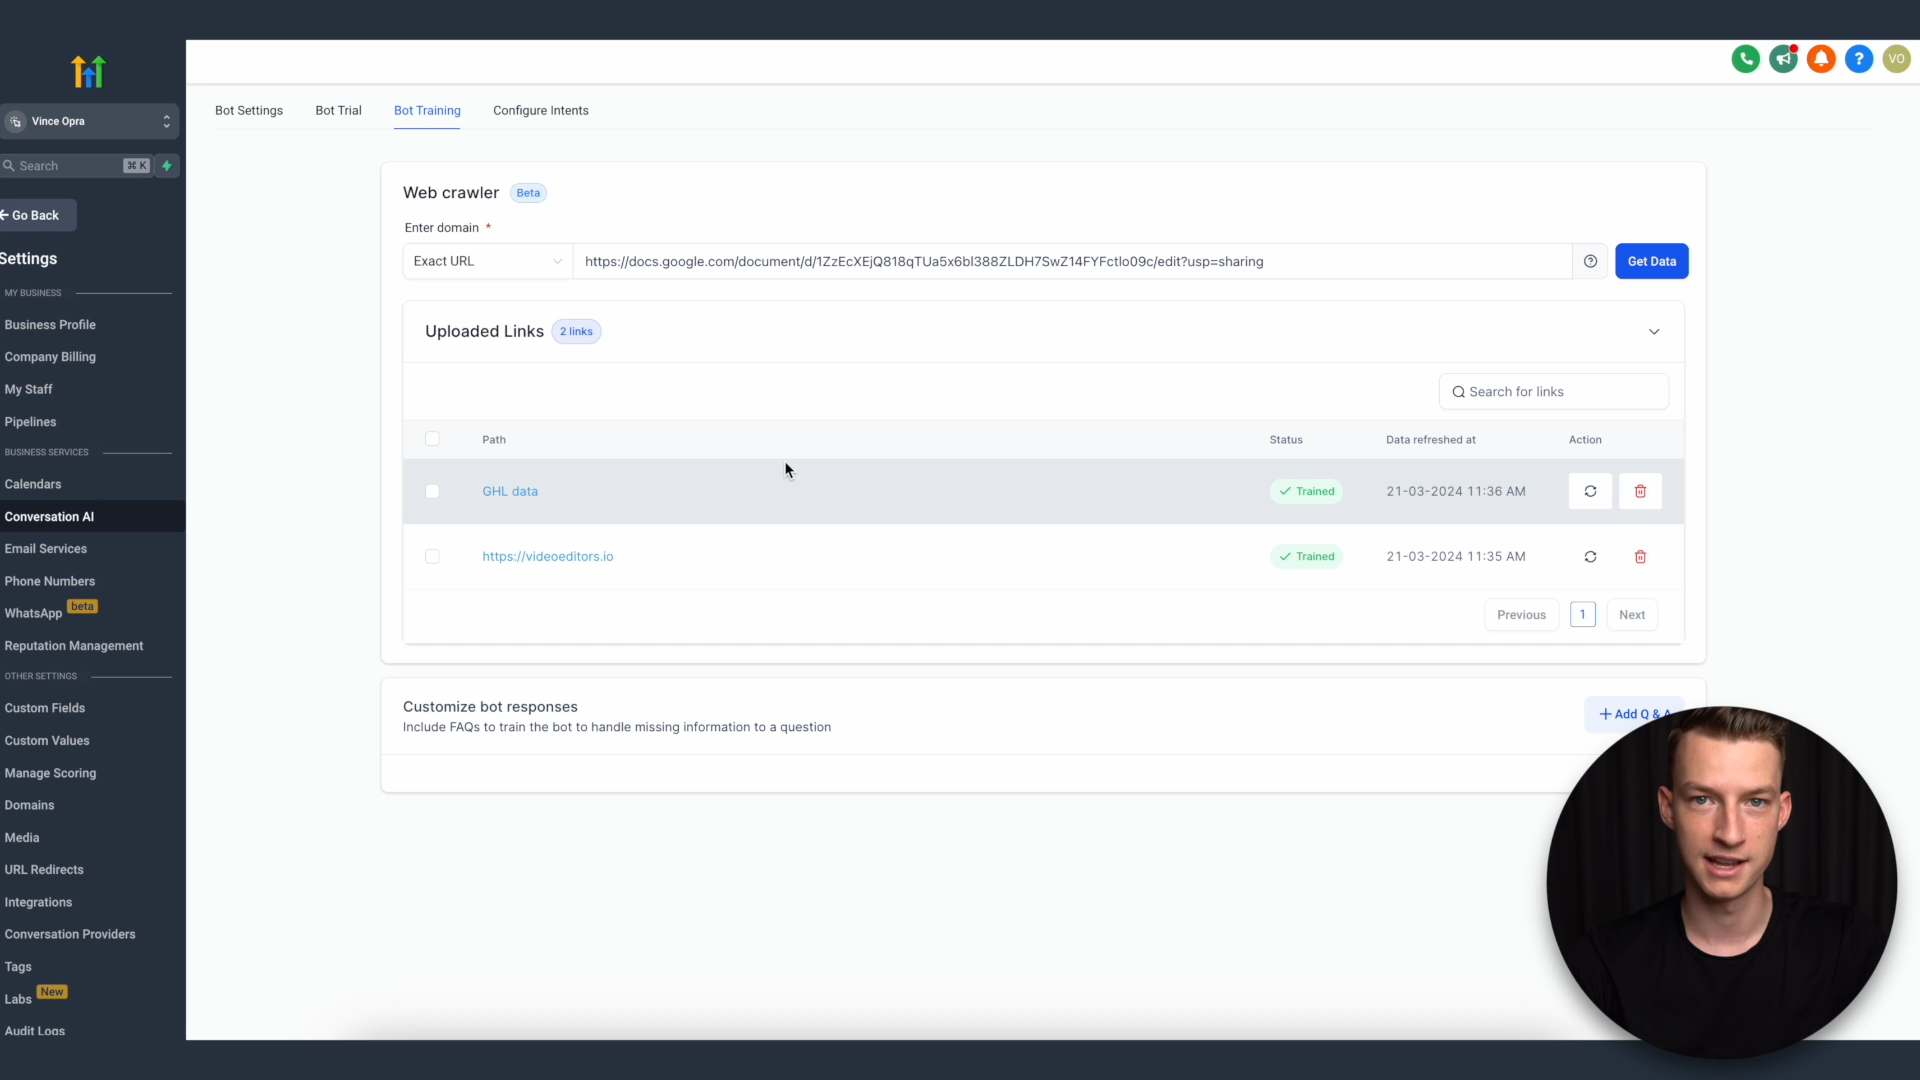 VO
Vince Opra
Search
⌘ K
Go Back
Settings
MY BUSINESS
Business Profile
Company Billing
My Staff
Pipelines
BUSINESS SERVICES
Calendars
Conversation AI
Email Services
Phone Numbers
WhatsApp beta
Reputation Management
OTHER SETTINGS
Custom Fields
Custom Values
Manage Scoring
Domains
Media
URL Redirects
Integrations
Conversation Providers
Tags
Labs New
Audit Logs
Bot Settings Bot Trial Bot Training Configure Intents
Web crawler Beta
Enter domain *
Exact URL https://docs.google.com/document/d/1ZzEcXEjQ818qTUa5x6bI388ZLDH7SwZ14FYFctIo09c/edit?usp=sharing Get Data
Uploaded Links 2 links
Search for links
Path Status Data refreshed at Action
GHL data Trained 21-03-2024 11:36 AM
https://videoeditors.io Trained 21-03-2024 11:35 AM
Previous 1 Next
Customize bot responses
+ Add Q & A
Include FAQs to train the bot to handle missing information to a question